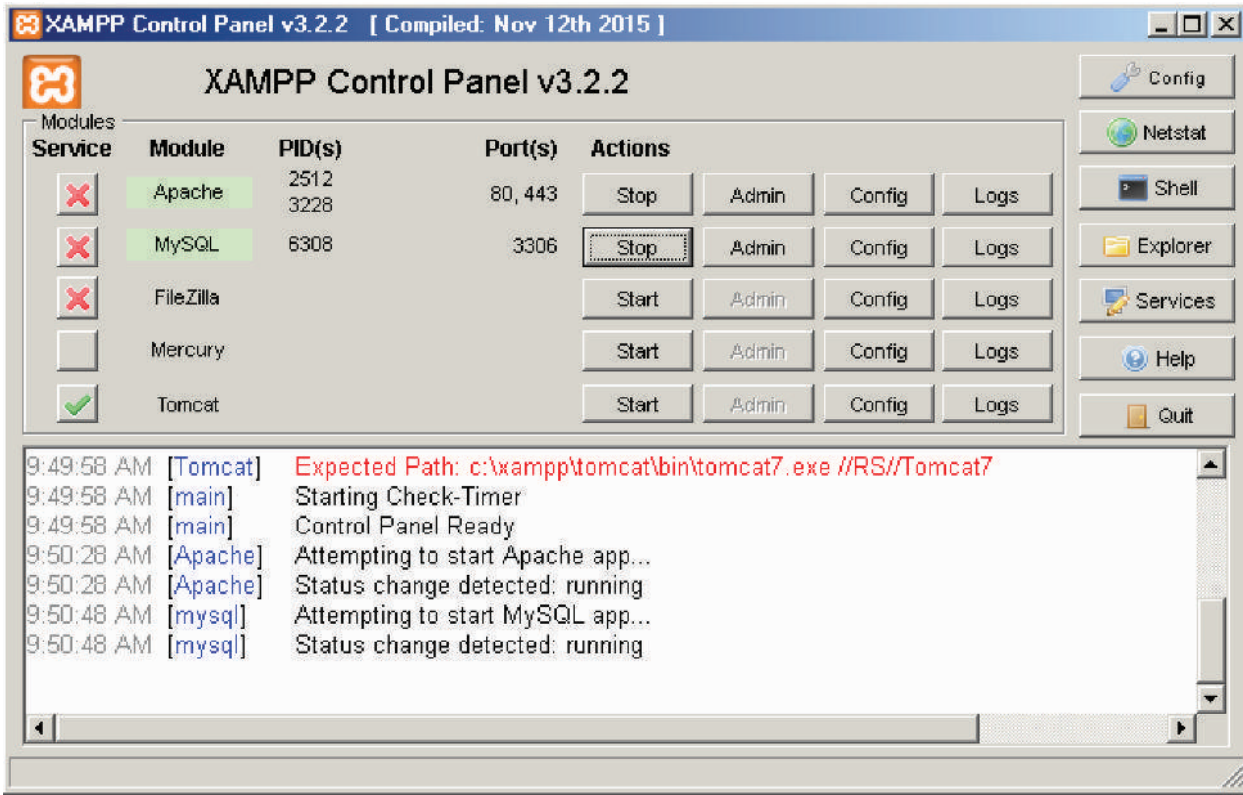 XAMPP Control Panel v3.2.2 [ Compiled: Nov 12th 2015 ]
XAMPP Control Panel v3.2.2
Config
Modules
Netstat
Service Module PID(s) Port(s) Actions
Apache 2512 3228 80, 443 Stop Admin Config Logs
Shell
MySQL 6308 3306 Stop Admin Config Logs
Explorer
FileZilla Start Admin Config Logs
Services
Mercury Start Admin Config Logs
Help
Tomcat Start Admin Config Logs
Quit
9:49:58 AM [Tomcat] Expected Path: c:\xampp\tomcat\bin\tomcat7.exe //RS//Tomcat7
9:49:58 AM [main] Starting Check-Timer
9:49:58 AM [main] Control Panel Ready
9:50:28 AM [Apache] Attempting to start Apache app...
9:50:28 AM [Apache] Status change detected: running
9:50:48 AM [mysql] Attempting to start MySQL app...
9:50:48 AM [mysql] Status change detected: running